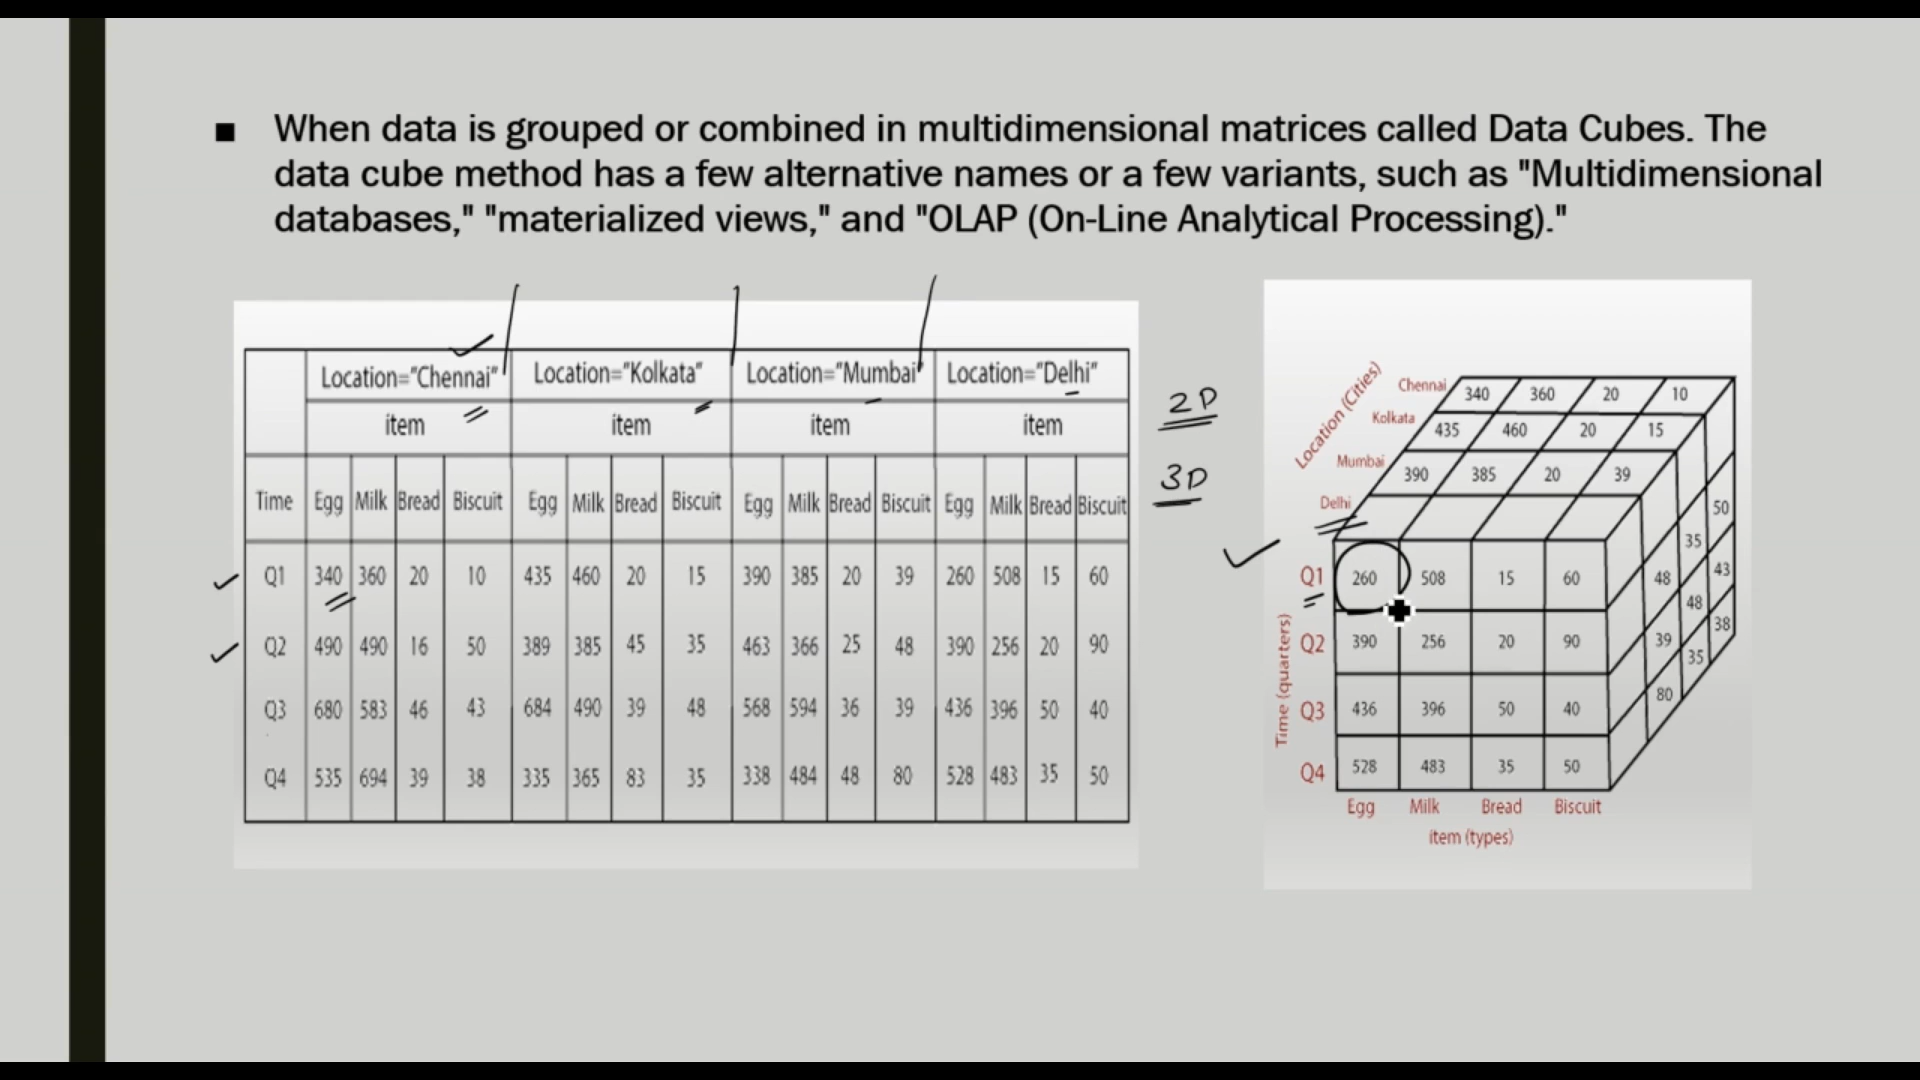 ■ When data is grouped or combined in multidimensional matrices called Data Cubes. The
data cube method has a few alternative names or a few variants, such as "Multidimensional
databases," "materialized views," and "OLAP (On-Line Analytical Processing)."
Location="Chennai" Location="Kolkata" Location="Mumbai" Location="Delhi"
item item item item
Time Egg Milk Bread Biscuit Egg Milk Bread Biscuit Egg Milk Bread Biscuit Egg Milk Bread Biscuit
Q1 340 360 20 10 435 460 20 15 390 385 20 39 260 508 15 60
Q2 490 490 16 50 389 385 45 35 463 366 25 48 390 256 20 90
Q3 680 583 46 43 684 490 39 48 568 594 36 39 436 396 50 40
Q4 535 694 39 38 335 365 83 35 338 484 48 80 528 483 35 50
2D
3D
Location (Cities)
Chennai 340 360 20 10
Kolkata 435 460 20 15
Mumbai 390 385 20 39
Delhi
Time (quarters)
Q1 260 508 15 60
Q2 390 256 20 90
Q3 436 396 50 40
Q4 528 483 35 50
48 39 80
35 48 35
50 43 38
Egg Milk Bread Biscuit
item (types)